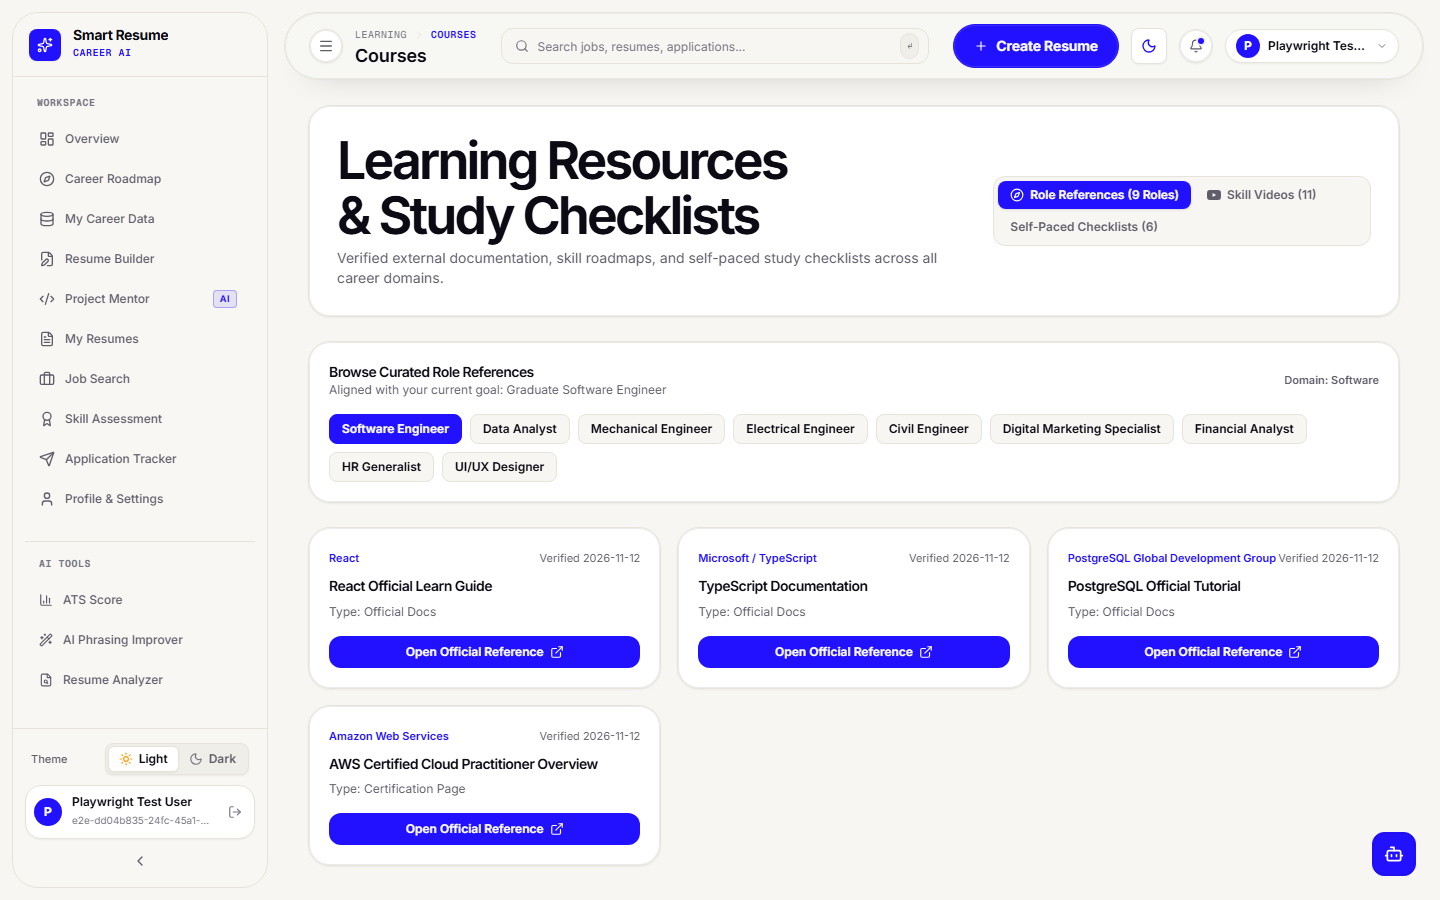 Smart Resume
CAREER AI
WORKSPACE
Overview
Career Roadmap
My Career Data
Resume Builder
Project Mentor AI
My Resumes
Job Search
Skill Assessment
Application Tracker
Profile & Settings
AI TOOLS
ATS Score
AI Phrasing Improver
Resume Analyzer
Theme Light Dark
P Playwright Test User
e2e-dd04b835-24fc-45a1-...
LEARNING COURSES
Courses
Search jobs, resumes, applications...
Create Resume
P Playwright Tes...
Learning Resources
& Study Checklists
Verified external documentation, skill roadmaps, and self-paced study checklists across all
career domains.
Role References (9 Roles) Skill Videos (11)
Self-Paced Checklists (6)
Browse Curated Role References
Aligned with your current goal: Graduate Software Engineer
Domain: Software
Software Engineer Data Analyst Mechanical Engineer Electrical Engineer Civil Engineer Digital Marketing Specialist Financial Analyst
HR Generalist UI/UX Designer
React Verified 2026-11-12
React Official Learn Guide
Type: Official Docs
Open Official Reference
Microsoft / TypeScript Verified 2026-11-12
TypeScript Documentation
Type: Official Docs
Open Official Reference
PostgreSQL Global Development Group Verified 2026-11-12
PostgreSQL Official Tutorial
Type: Official Docs
Open Official Reference
Amazon Web Services Verified 2026-11-12
AWS Certified Cloud Practitioner Overview
Type: Certification Page
Open Official Reference